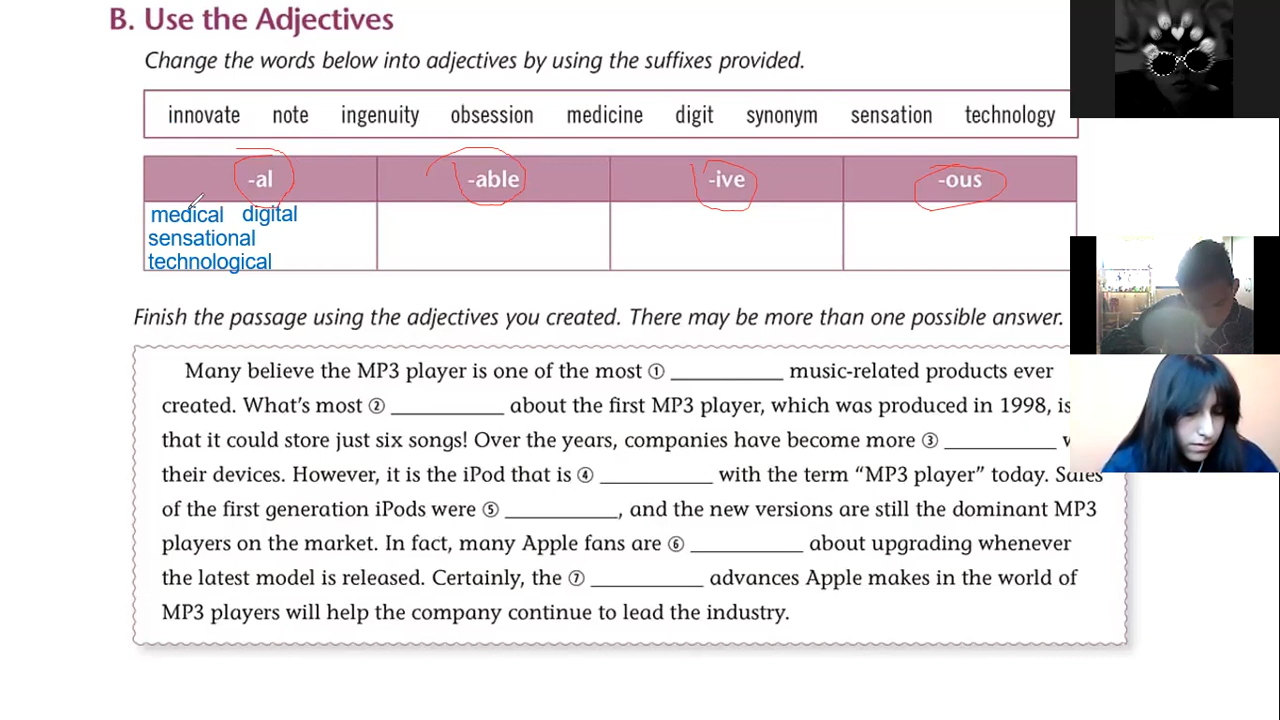 B. Use the Adjectives
Change the words below into adjectives by using the suffixes provided.
innovate note ingenuity obsession medicine digit synonym sensation technology
-al -able -ive -ous
medical digital
sensational
technological
Finish the passage using the adjectives you created. There may be more than one possible answer.
Many believe the MP3 player is one of the most ① __________ music-related products ever
created. What's most ② __________ about the first MP3 player, which was produced in 1998, is
that it could store just six songs! Over the years, companies have become more ③ __________
their devices. However, it is the iPod that is ④ __________ with the term “MP3 player” today. Sales
of the first generation iPods were ⑤ __________, and the new versions are still the dominant MP3
players on the market. In fact, many Apple fans are ⑥ __________ about upgrading whenever
the latest model is released. Certainly, the ⑦ __________ advances Apple makes in the world of
MP3 players will help the company continue to lead the industry.